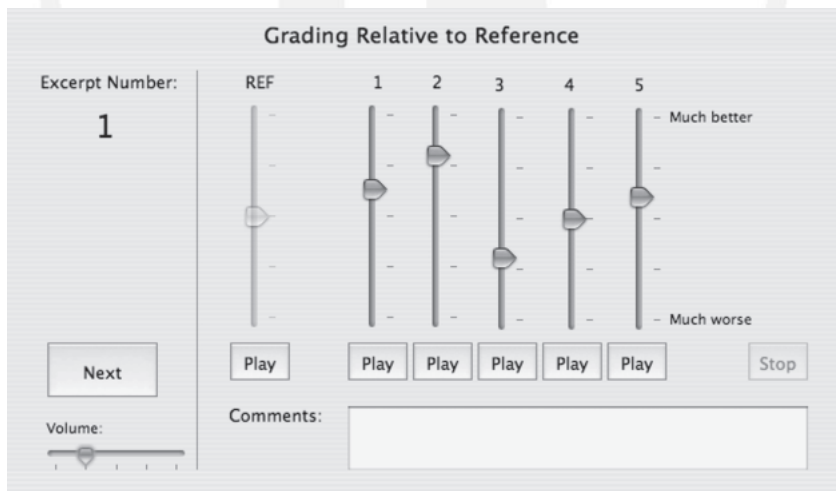 Grading Relative to Reference
Excerpt Number:
1
REF 1 2 3 4 5
Much better
Much worse
Next
Play Play Play Play Play Play Stop
Volume:
Comments: